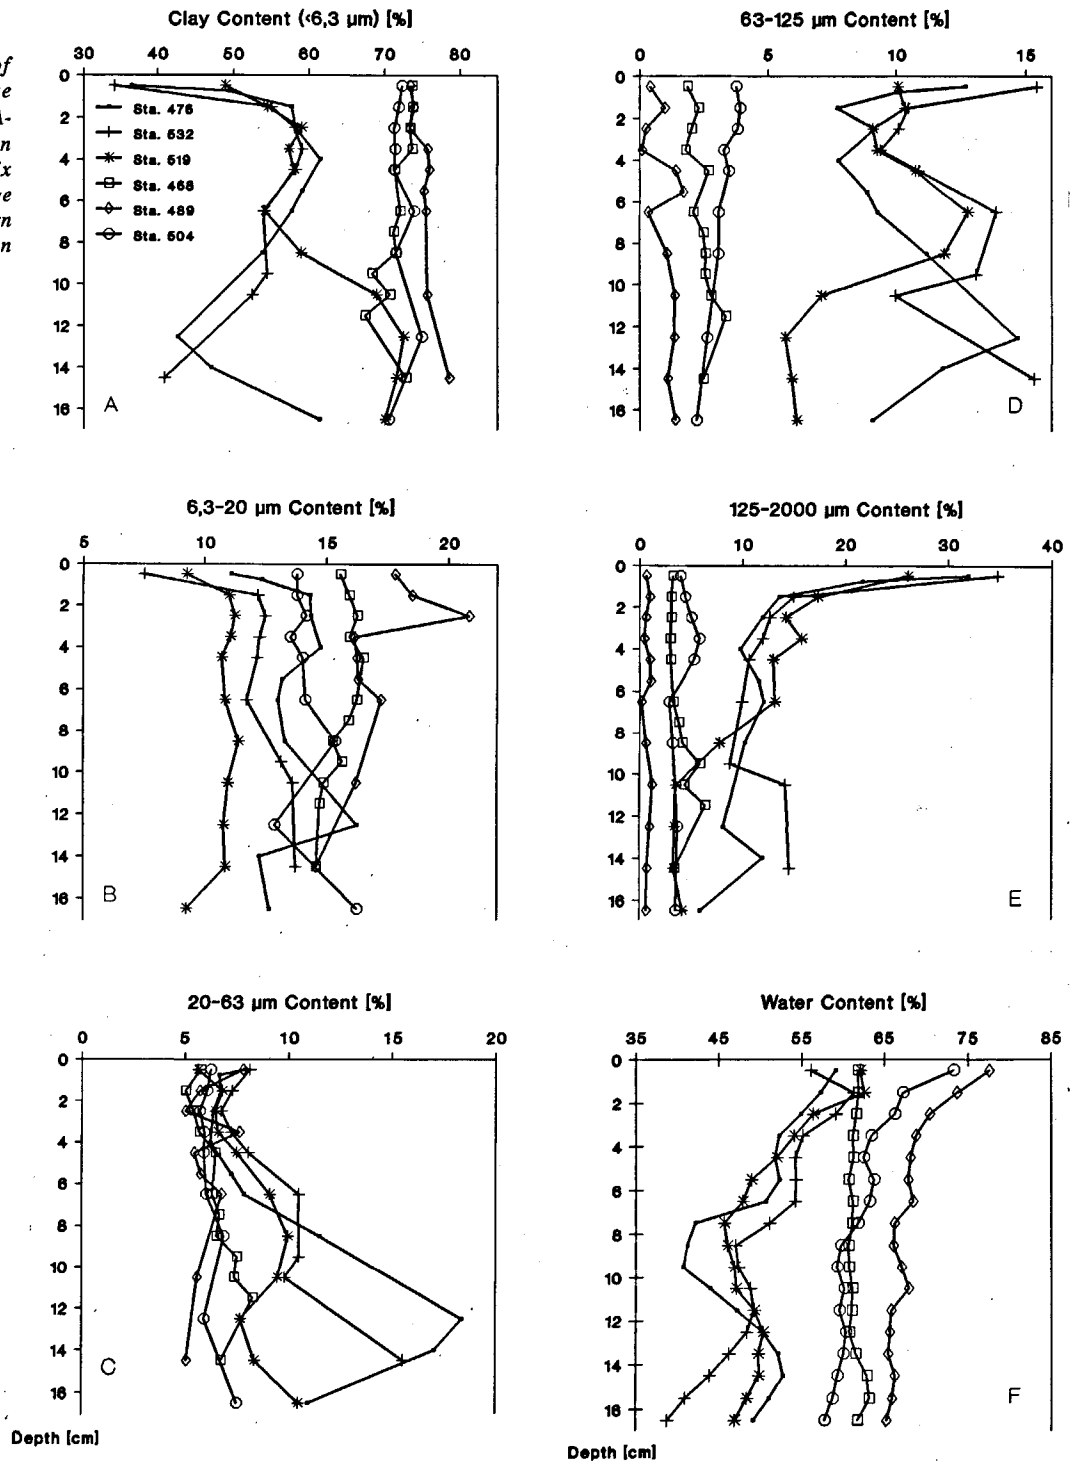 of
e
A-
n
ix
e
n
n
Clay Content (<6,3 µm) [%]
30 40 50 60 70 80
0
2
4
6
8
10
12
14
16
Sta. 476
Sta. 532
Sta. 519
Sta. 468
Sta. 489
Sta. 504
A
63-125 µm Content [%]
0 5 10 15
0
2
4
6
8
10
12
14
16
D
6,3-20 µm Content [%]
5 10 15 20
0
2
4
6
8
10
12
14
16
B
125-2000 µm Content [%]
0 10 20 30 40
0
2
4
6
8
10
12
14
16
E
20-63 µm Content [%]
0 5 10 15 20
0
2
4
6
8
10
12
14
16
C
Depth [cm]
Water Content [%]
35 45 55 65 75 85
0
2
4
6
8
10
12
14
16
F
Depth [cm]